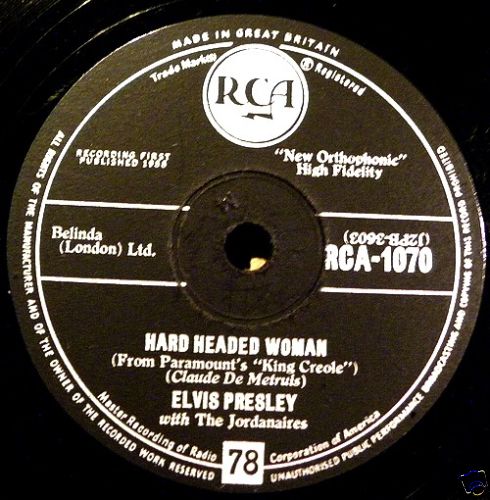 MADE IN GREAT BRITAIN
Trade Mark(s)
® Registered
RCA
RECORDING FIRST
PUBLISHED 1958
"New Orthophonic"
High Fidelity
Belinda
(London) Ltd.
(J2PB-3603)
RCA-1070
HARD HEADED WOMAN
(From Paramount's "King Creole")
(Claude De Metruis)
ELVIS PRESLEY
with The Jordanaires
Master Recording of Radio Corporation of America
78
ALL RIGHTS OF THE MANUFACTURER AND OF THE OWNER OF THE RECORDED WORK RESERVED
UNAUTHORISED PUBLIC PERFORMANCE BROADCASTING AND COPYING OF THIS RECORD PROHIBITED